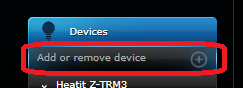 Devices
Add or remove device
Heatit Z-TRM3